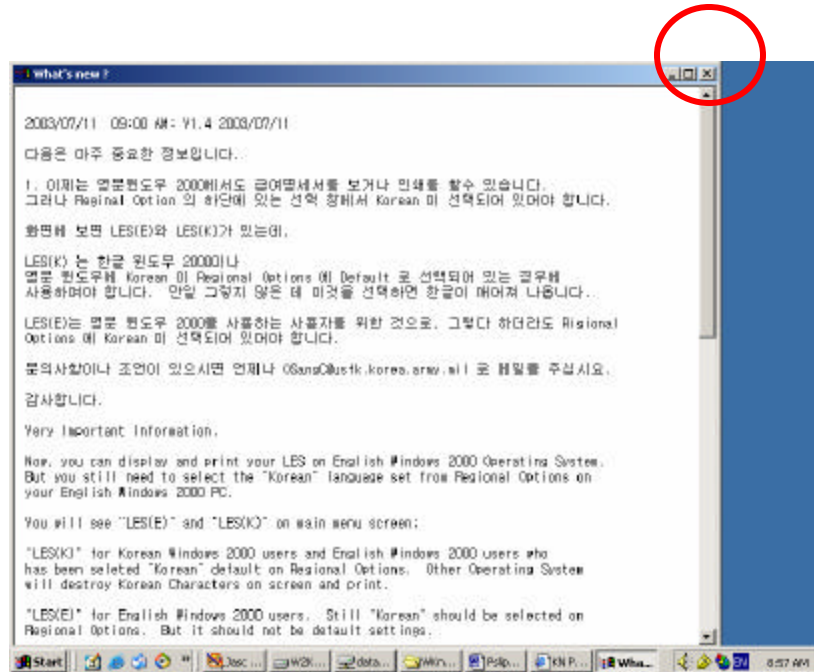 What's new ?
2003/07/11 09:00 AM: V1.4 2003/07/11
다음은 아주 중요한 정보입니다.
1. 이제는 영문윈도우 2000에서도 급여명세서를 보거나 인쇄를 할수 있습니다.
그러나 Reginal Option 의 하단에 있는 선택 창에서 Korean 이 선택되어 있어야 합니다.
화면에 보면 LES(E)와 LES(K)가 있는데,
LES(K) 는 한글 윈도우 2000이나
영문 윈도우에 Korean 이 Regional Options 에 Default 로 선택되어 있는 경우에
사용하여야 합니다. 만일 그렇지 않은 데 이것을 선택하면 한글이 깨어져 나옵니다.
LES(E)는 영문 윈도우 2000를 사용하는 사용자를 위한 것으로, 그렇다 하더라도 Risional
Options 에 Korean 이 선택되어 있어야 합니다.
문의사항이나 조언이 있으시면 언제나 로 메일를 주십시요.
감사합니다.
Very Important Information.
Now, you can display and print your LES on English Windows 2000 Operating System.
But you still need to select the "Korean" language set from Regional Options on
your English Windows 2000 PC.
You will see "LES(E)" and "LES(K)" on main menu screen;
"LES(K)" for Korean Windows 2000 users and English Windows 2000 users who
has been seleted "Korean" default on Regional Options. Other Operating System
will destroy Korean Characters on screen and print.
"LES(E)" for English Windows 2000 users. Still "Korean" should be selected on
Regional Options. But it should not be default settings.
Start Jasc ... W2K... data... Pslip... KN P... Wha... EN 8:57 AM